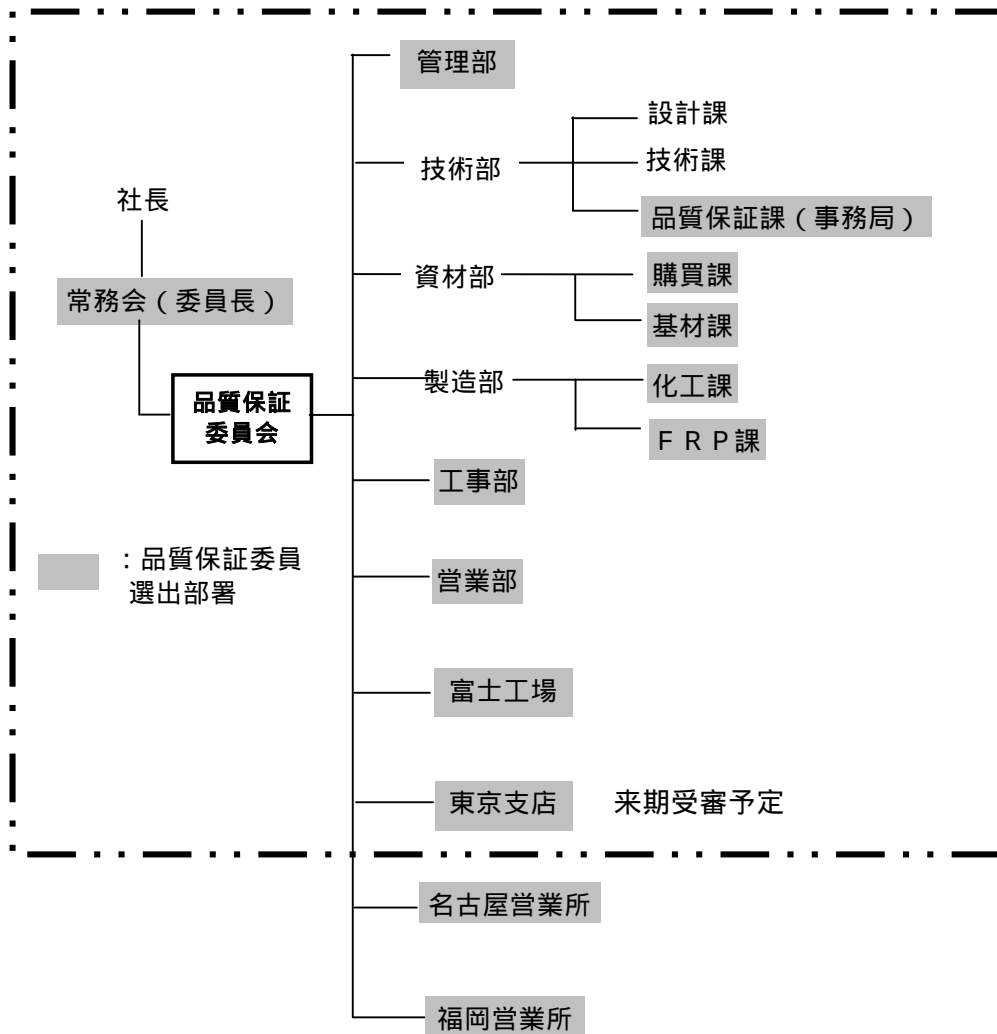 管理部
設計課
技術部
技術課
社長
品質保証課（事務局）
資材部
購買課
常務会（委員長）
基材課
製造部
化工課
品質保証
委員会
ＦＲＰ課
工事部
：品質保証委員
選出部署
営業部
富士工場
東京支店
来期受審予定
名古屋営業所
福岡営業所